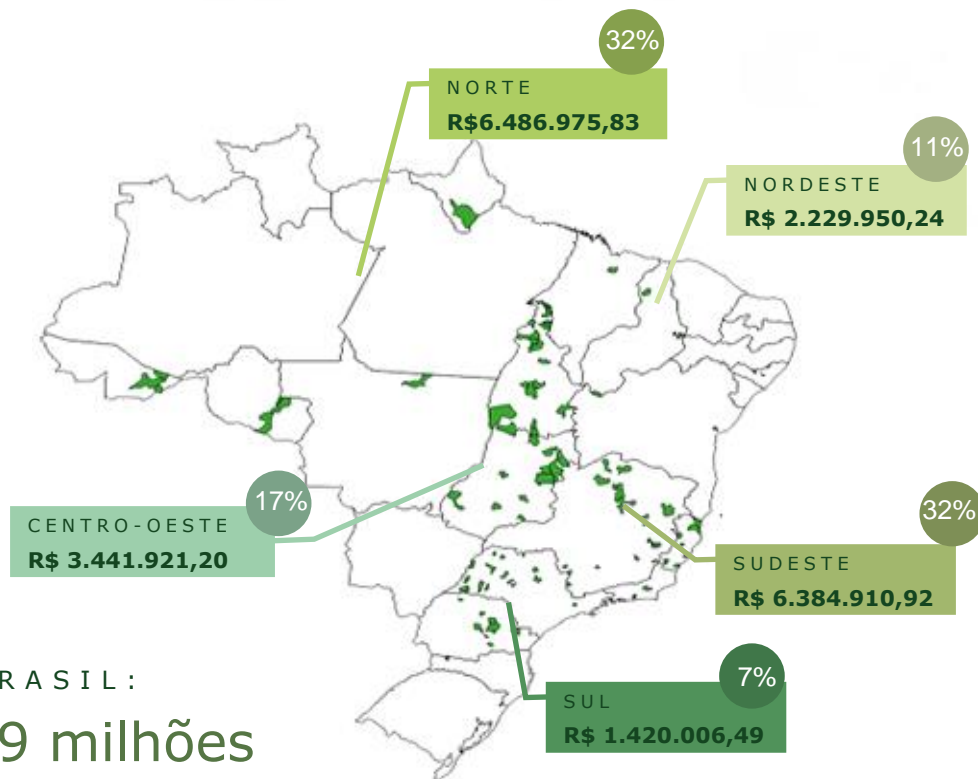 32%
NORTE
R$6.486.975,83
11%
NORDESTE
R$ 2.229.950,24
17%
CENTRO-OESTE
R$ 3.441.921,20
32%
SUDESTE
R$ 6.384.910,92
7%
SUL
R$ 1.420.006,49
RASIL:
9 milhões